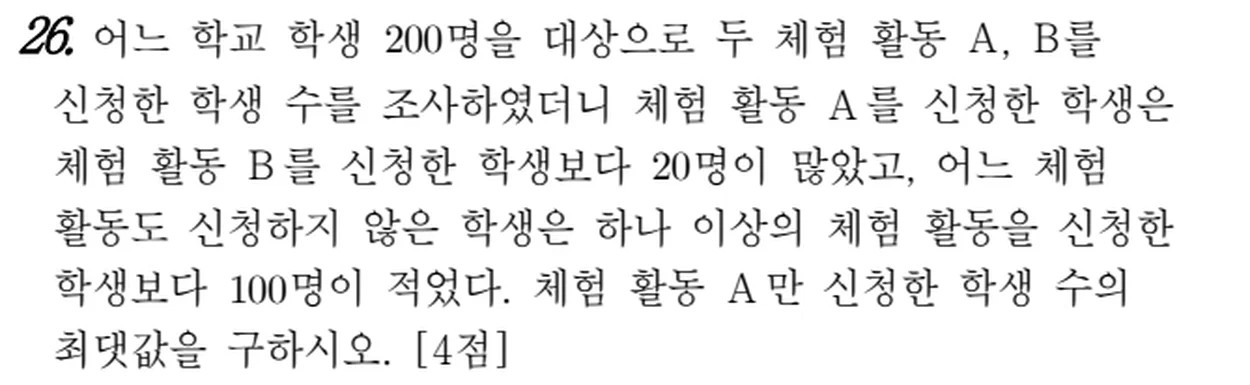 26. 어느 학교 학생 200명을 대상으로 두 체험 활동 A, B를
신청한 학생 수를 조사하였더니 체험 활동 A를 신청한 학생은
체험 활동 B를 신청한 학생보다 20명이 많았고, 어느 체험
활동도 신청하지 않은 학생은 하나 이상의 체험 활동을 신청한
학생보다 100명이 적었다. 체험 활동 A만 신청한 학생 수의
최댓값을 구하시오. [4점]